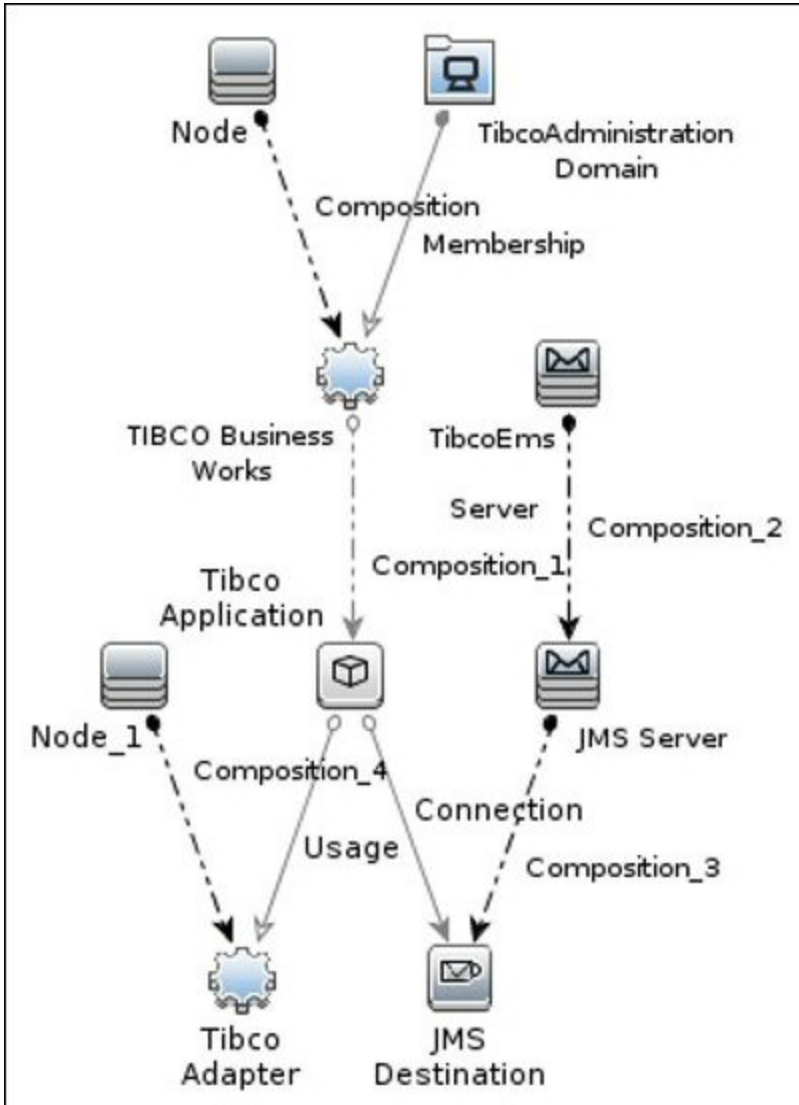 Node
TibcoAdministration
Domain
Composition
Membership
TIBCO Business
Works
TibcoEms
Server
Composition_2
Composition_1
Tibco
Application
Node_1
JMS Server
Composition_4
Connection
Usage
Composition_3
Tibco
Adapter
JMS
Destination